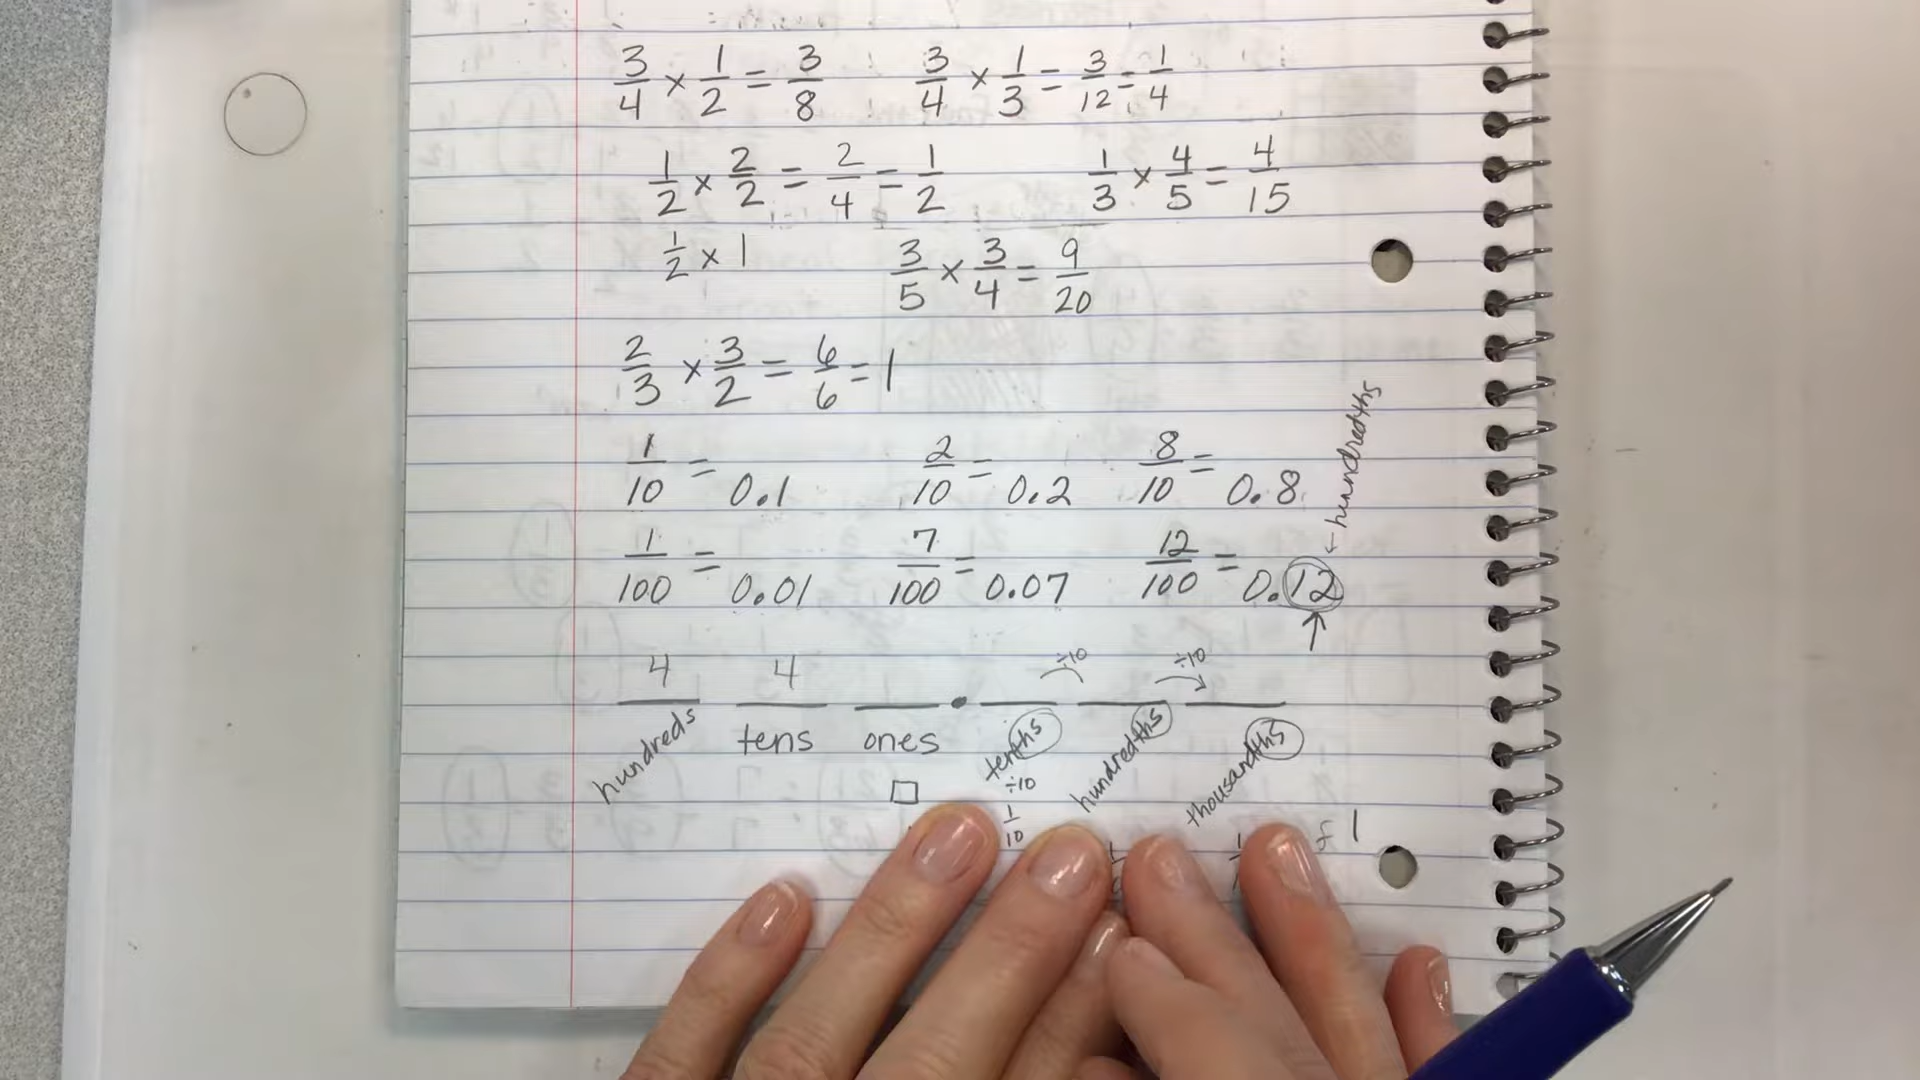 3/4 × 1/2 = 3/8   3/4 × 1/3 = 3/12 = 1/4
1/2 × 2/2 = 2/4 = 1/2   1/3 × 4/5 = 4/15
1/2 × 1   3/5 × 3/4 = 9/20
2/3 × 3/2 = 6/6 = 1
1/10 = 0.1   2/10 = 0.2   8/10 = 0.8
1/100 = 0.01   7/100 = 0.07   12/100 = 0.12 ← hundredths
↑
4   4   ÷10   ÷10
hundreds   tens   ones . tenths   hundredths   thousandths
□   ÷10
1/10   1